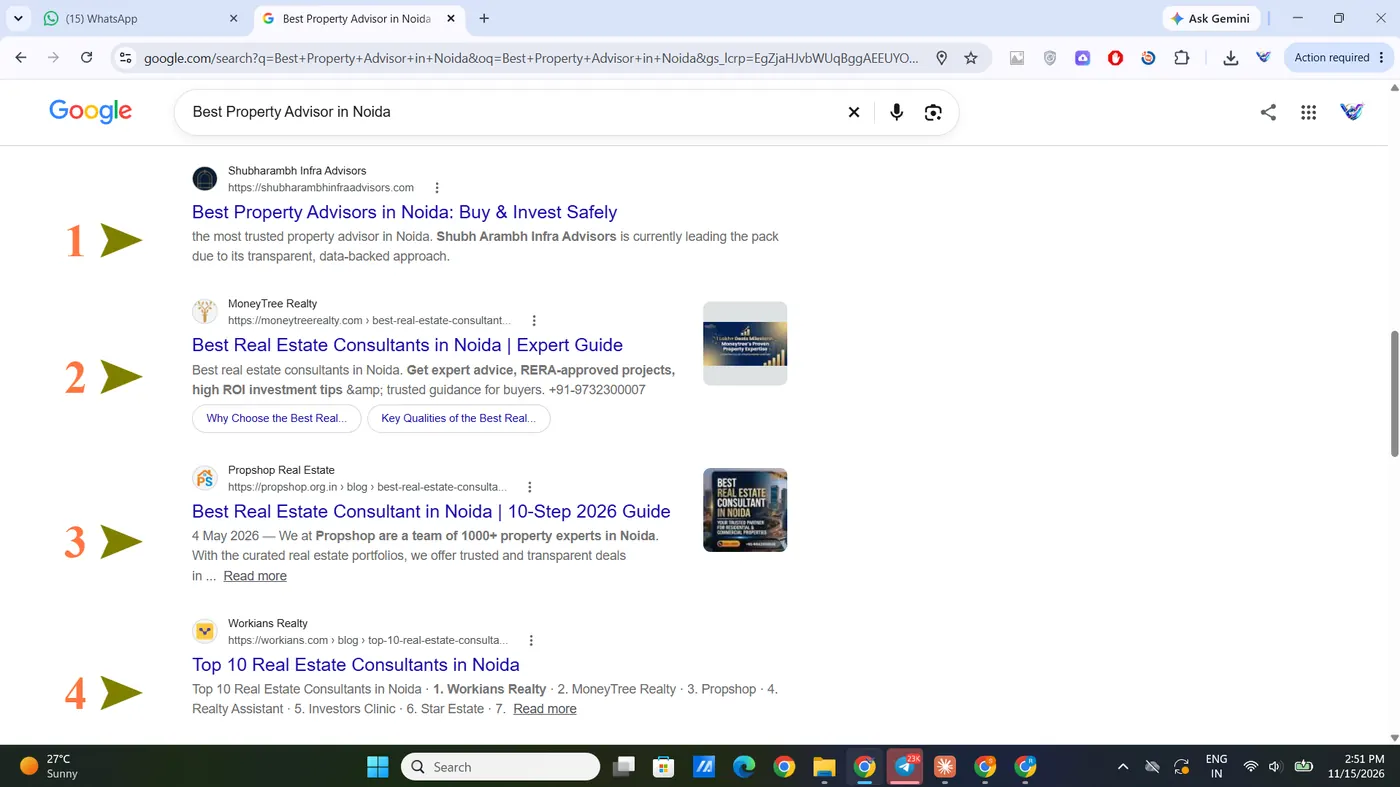 (15) WhatsApp
Best Property Advisor in Noida
Ask Gemini
google.com/search?q=Best+Property+Advisor+in+Noida&oq=Best+Property+Advisor+in+Noida&gs_lcrp=EgZjaHJvbWUqBggAEEUYO...
Action required
Google
Best Property Advisor in Noida
Shubharambh Infra Advisors
https://shubharambhinfraadvisors.com
1
Best Property Advisors in Noida: Buy & Invest Safely
the most trusted property advisor in Noida. Shubh Arambh Infra Advisors is currently leading the pack
due to its transparent, data-backed approach.
MoneyTree Realty
https://moneytreerealty.com › best-real-estate-consultant...
2
Best Real Estate Consultants in Noida | Expert Guide
Best real estate consultants in Noida. Get expert advice, RERA-approved projects,
high ROI investment tips &amp; trusted guidance for buyers. +91-9732300007
Why Choose the Best Real...
Key Qualities of the Best Real...
Propshop Real Estate
https://propshop.org.in › blog › best-real-estate-consulta...
3
Best Real Estate Consultant in Noida | 10-Step 2026 Guide
4 May 2026 — We at Propshop are a team of 1000+ property experts in Noida.
With the curated real estate portfolios, we offer trusted and transparent deals
in ... Read more
BEST
REAL ESTATE
CONSULTANT
IN NOIDA
YOUR TRUSTED PARTNER
FOR RESIDENTIAL &
COMMERCIAL PROPERTIES
Workians Realty
https://workians.com › blog › top-10-real-estate-consulta...
4
Top 10 Real Estate Consultants in Noida
Top 10 Real Estate Consultants in Noida · 1. Workians Realty · 2. MoneyTree Realty · 3. Propshop · 4.
Realty Assistant · 5. Investors Clinic · 6. Star Estate · 7. Read more
27°C
Sunny
Search
23K
ENG
IN
2:51 PM
11/15/2026